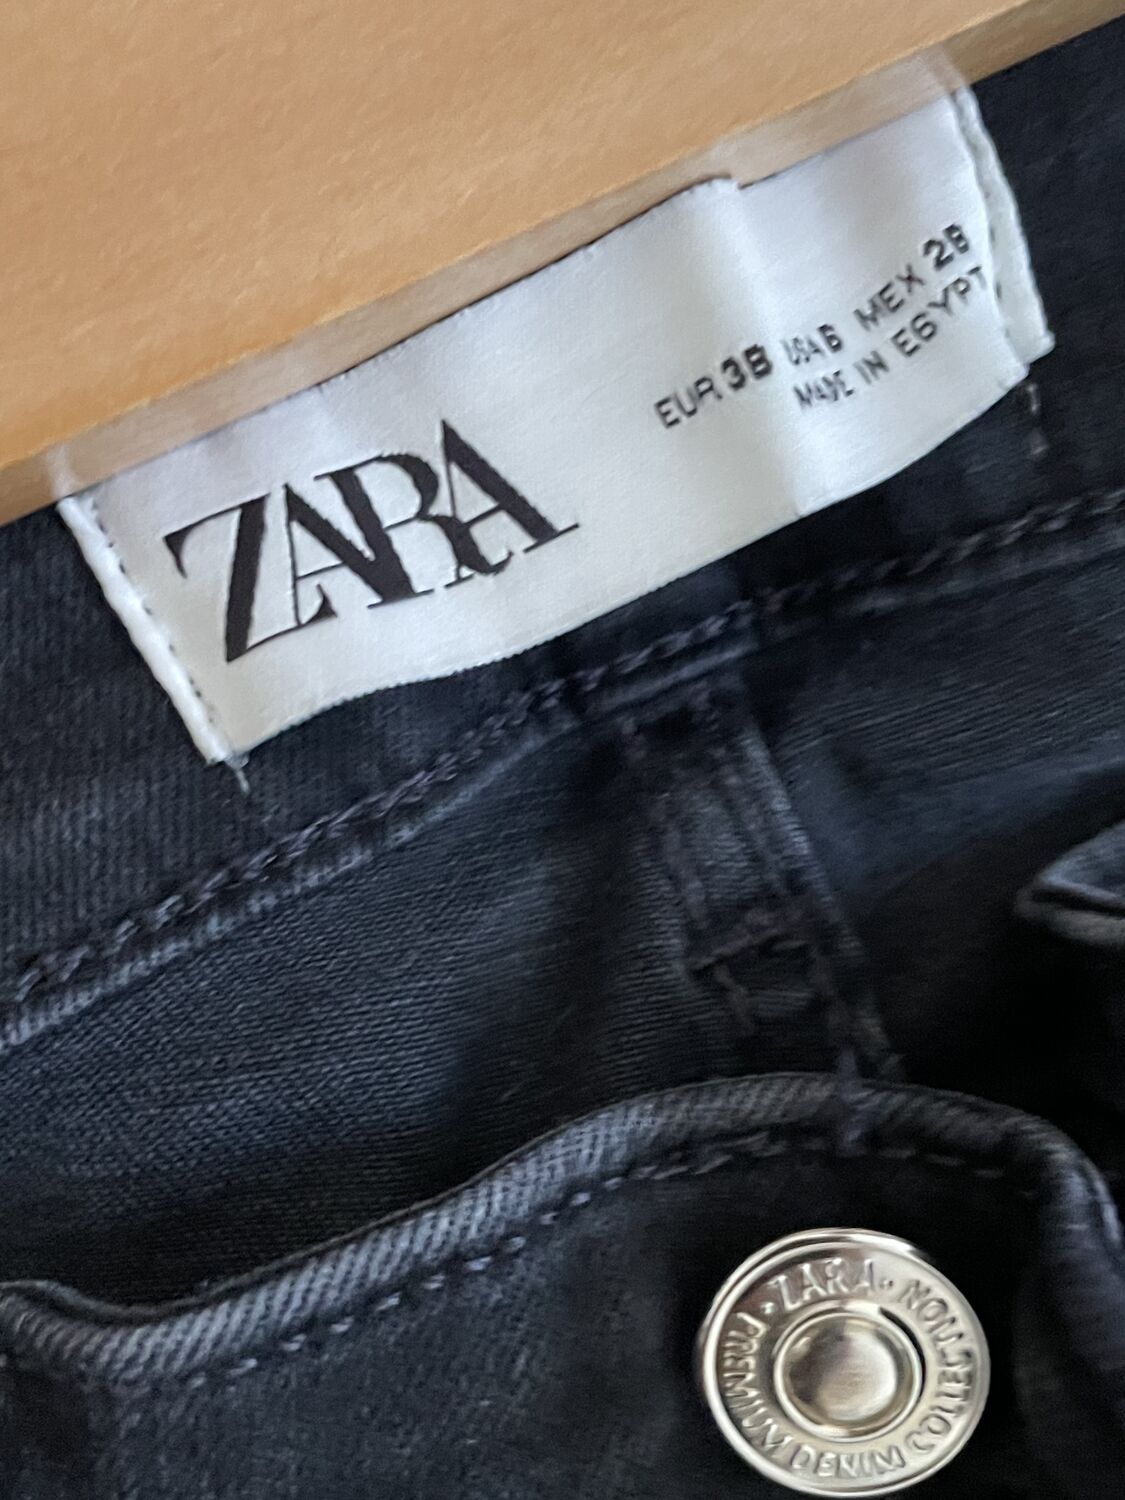 ZARA
EUR 38 USA 6 MEX 28
MADE IN EGYPT
·ZARA·
PREMIUM DENIM COLLECTION